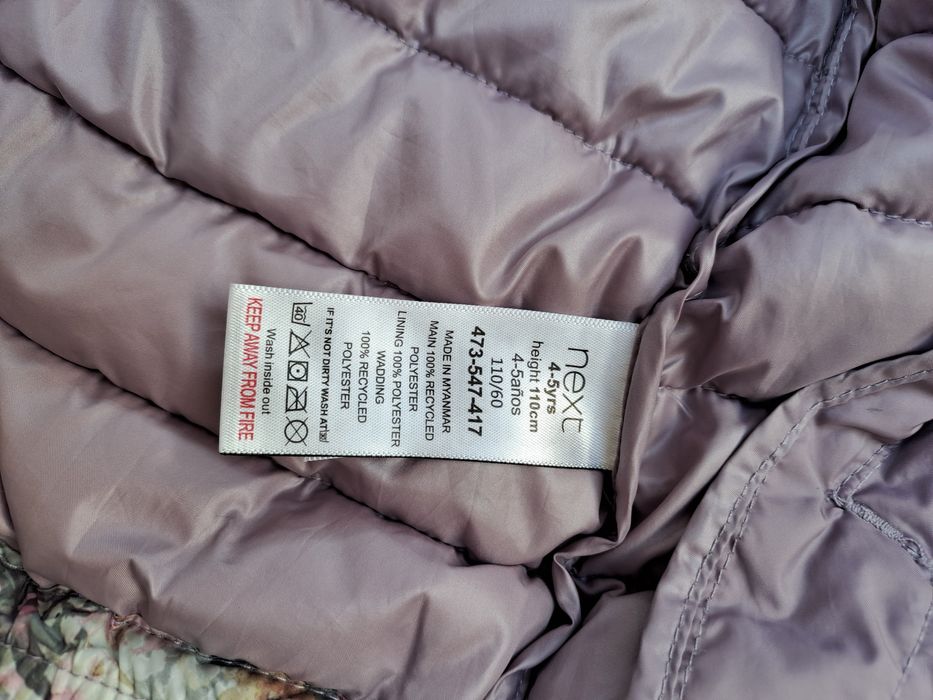 next
4-5yrs
height 110cm
4-5años
110/60
473-547-417
MADE IN MYANMAR
MAIN 100% RECYCLED
POLYESTER
LINING 100% POLYESTER
WADDING
100% RECYCLED
POLYESTER
IF IT'S NOT DIRTY WASH AT 30
40
Wash inside out
KEEP AWAY FROM FIRE